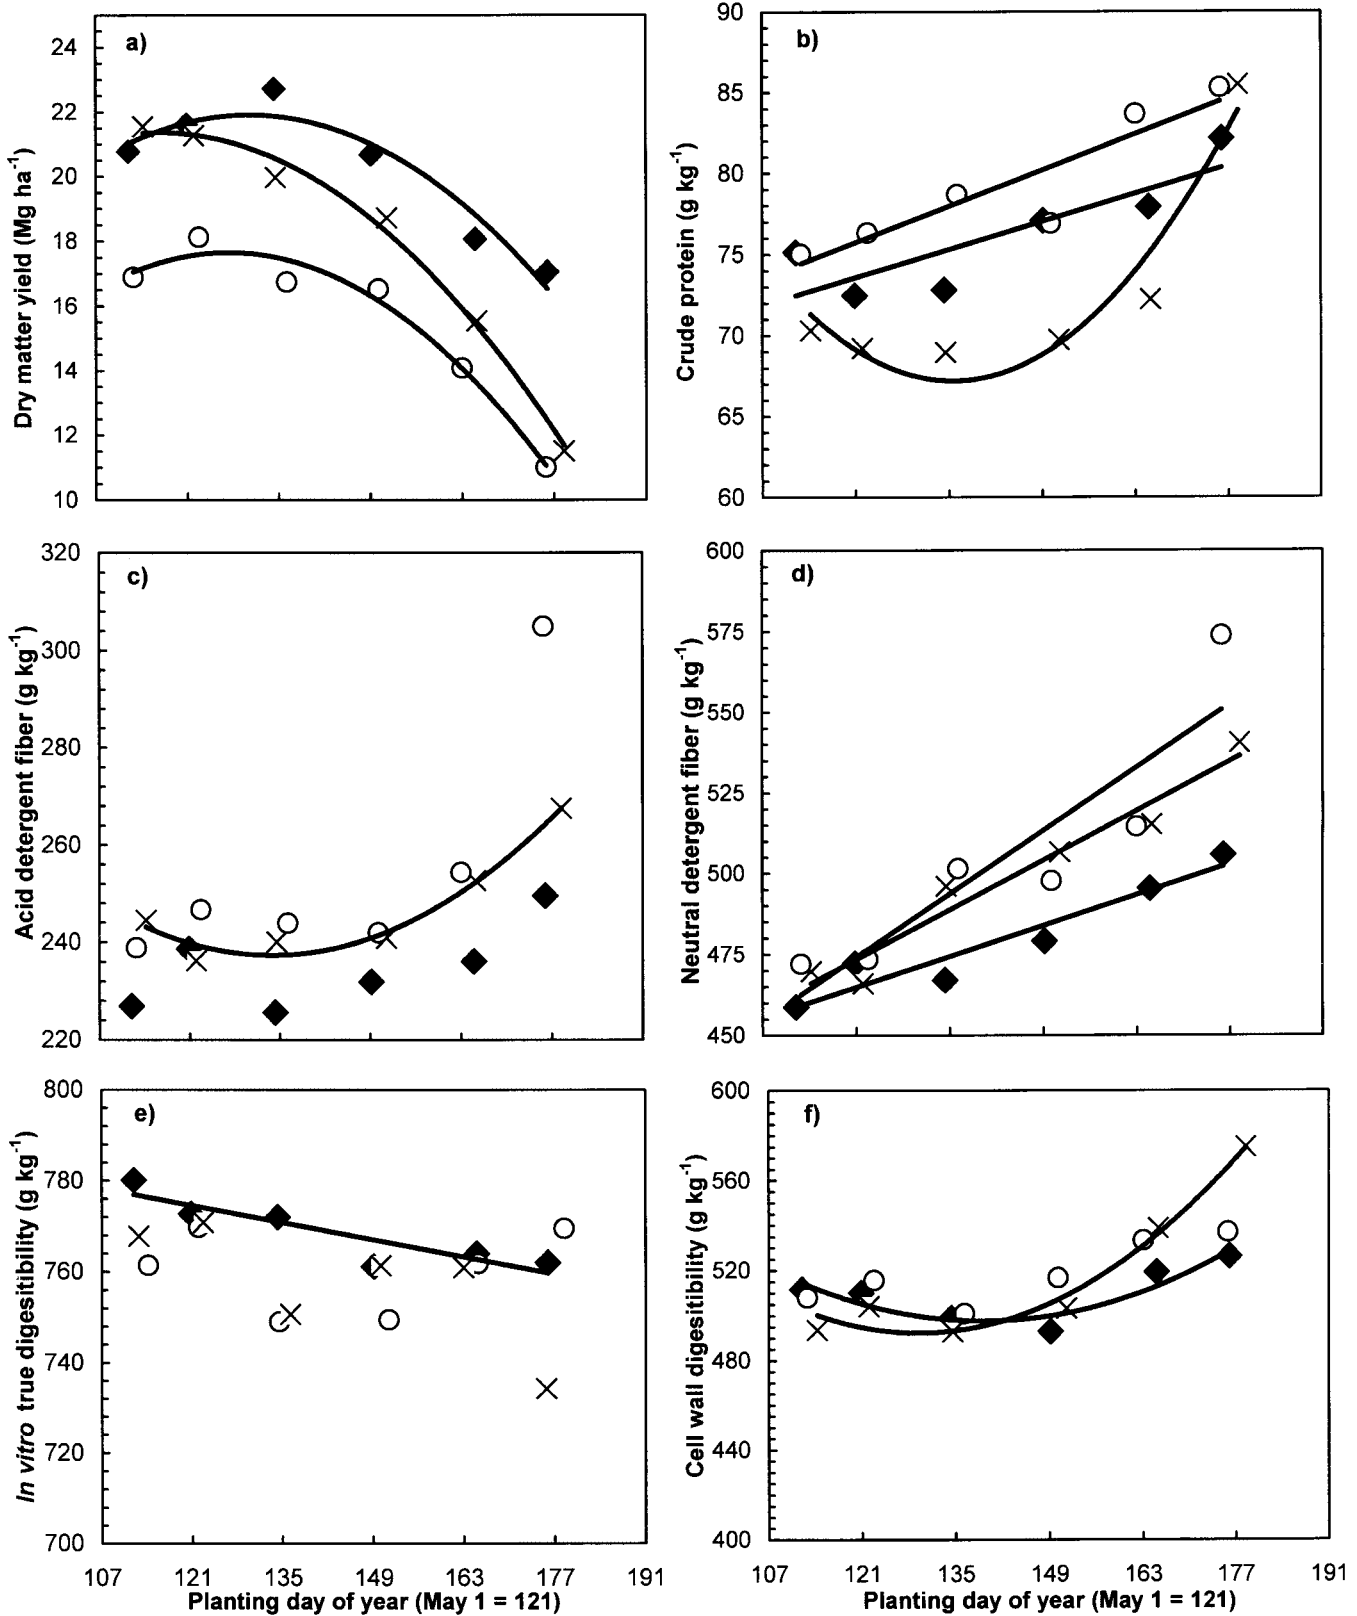 a)
24
22
20
18
16
14
12
10
Dry matter yield (Mg ha-1)
b)
90
85
80
75
70
65
60
Crude protein (g kg-1)
c)
320
300
280
260
240
220
Acid detergent fiber (g kg-1)
d)
600
575
550
525
500
475
450
Neutral detergent fiber (g kg-1)
e)
800
780
760
740
720
700
In vitro true digesitibility (g kg-1)
107 121 135 149 163 177 191
Planting day of year (May 1 = 121)
f)
600
560
520
480
440
400
Cell wall digesitibility (g kg-1)
107 121 135 149 163 177 191
Planting day of year (May 1 = 121)